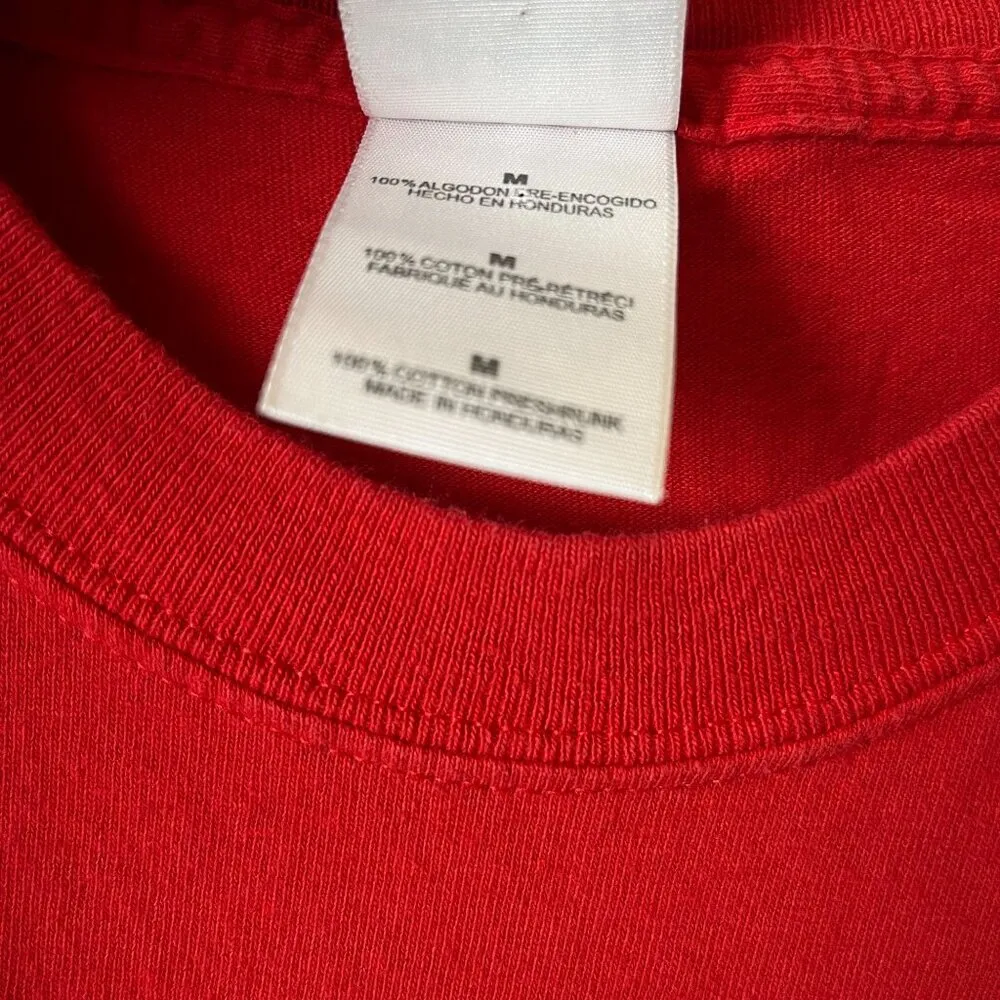 M
100% ALGODON PRE-ENCOGIDO
HECHO EN HONDURAS
M
100% COTON PRÉ-RÉTRÉCI
FABRIQUÉ AU HONDURAS
M
100% COTTON PRESHRUNK
MADE IN HONDURAS